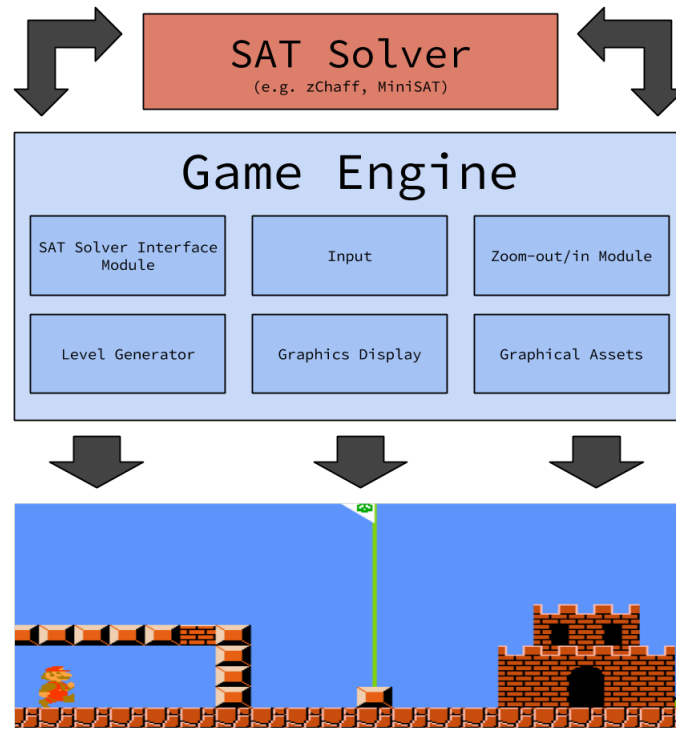 SAT Solver
(e.g. zChaff, MiniSAT)
Game Engine
SAT Solver Interface
Module
Input
Zoom-out/in Module
Level Generator
Graphics Display
Graphical Assets